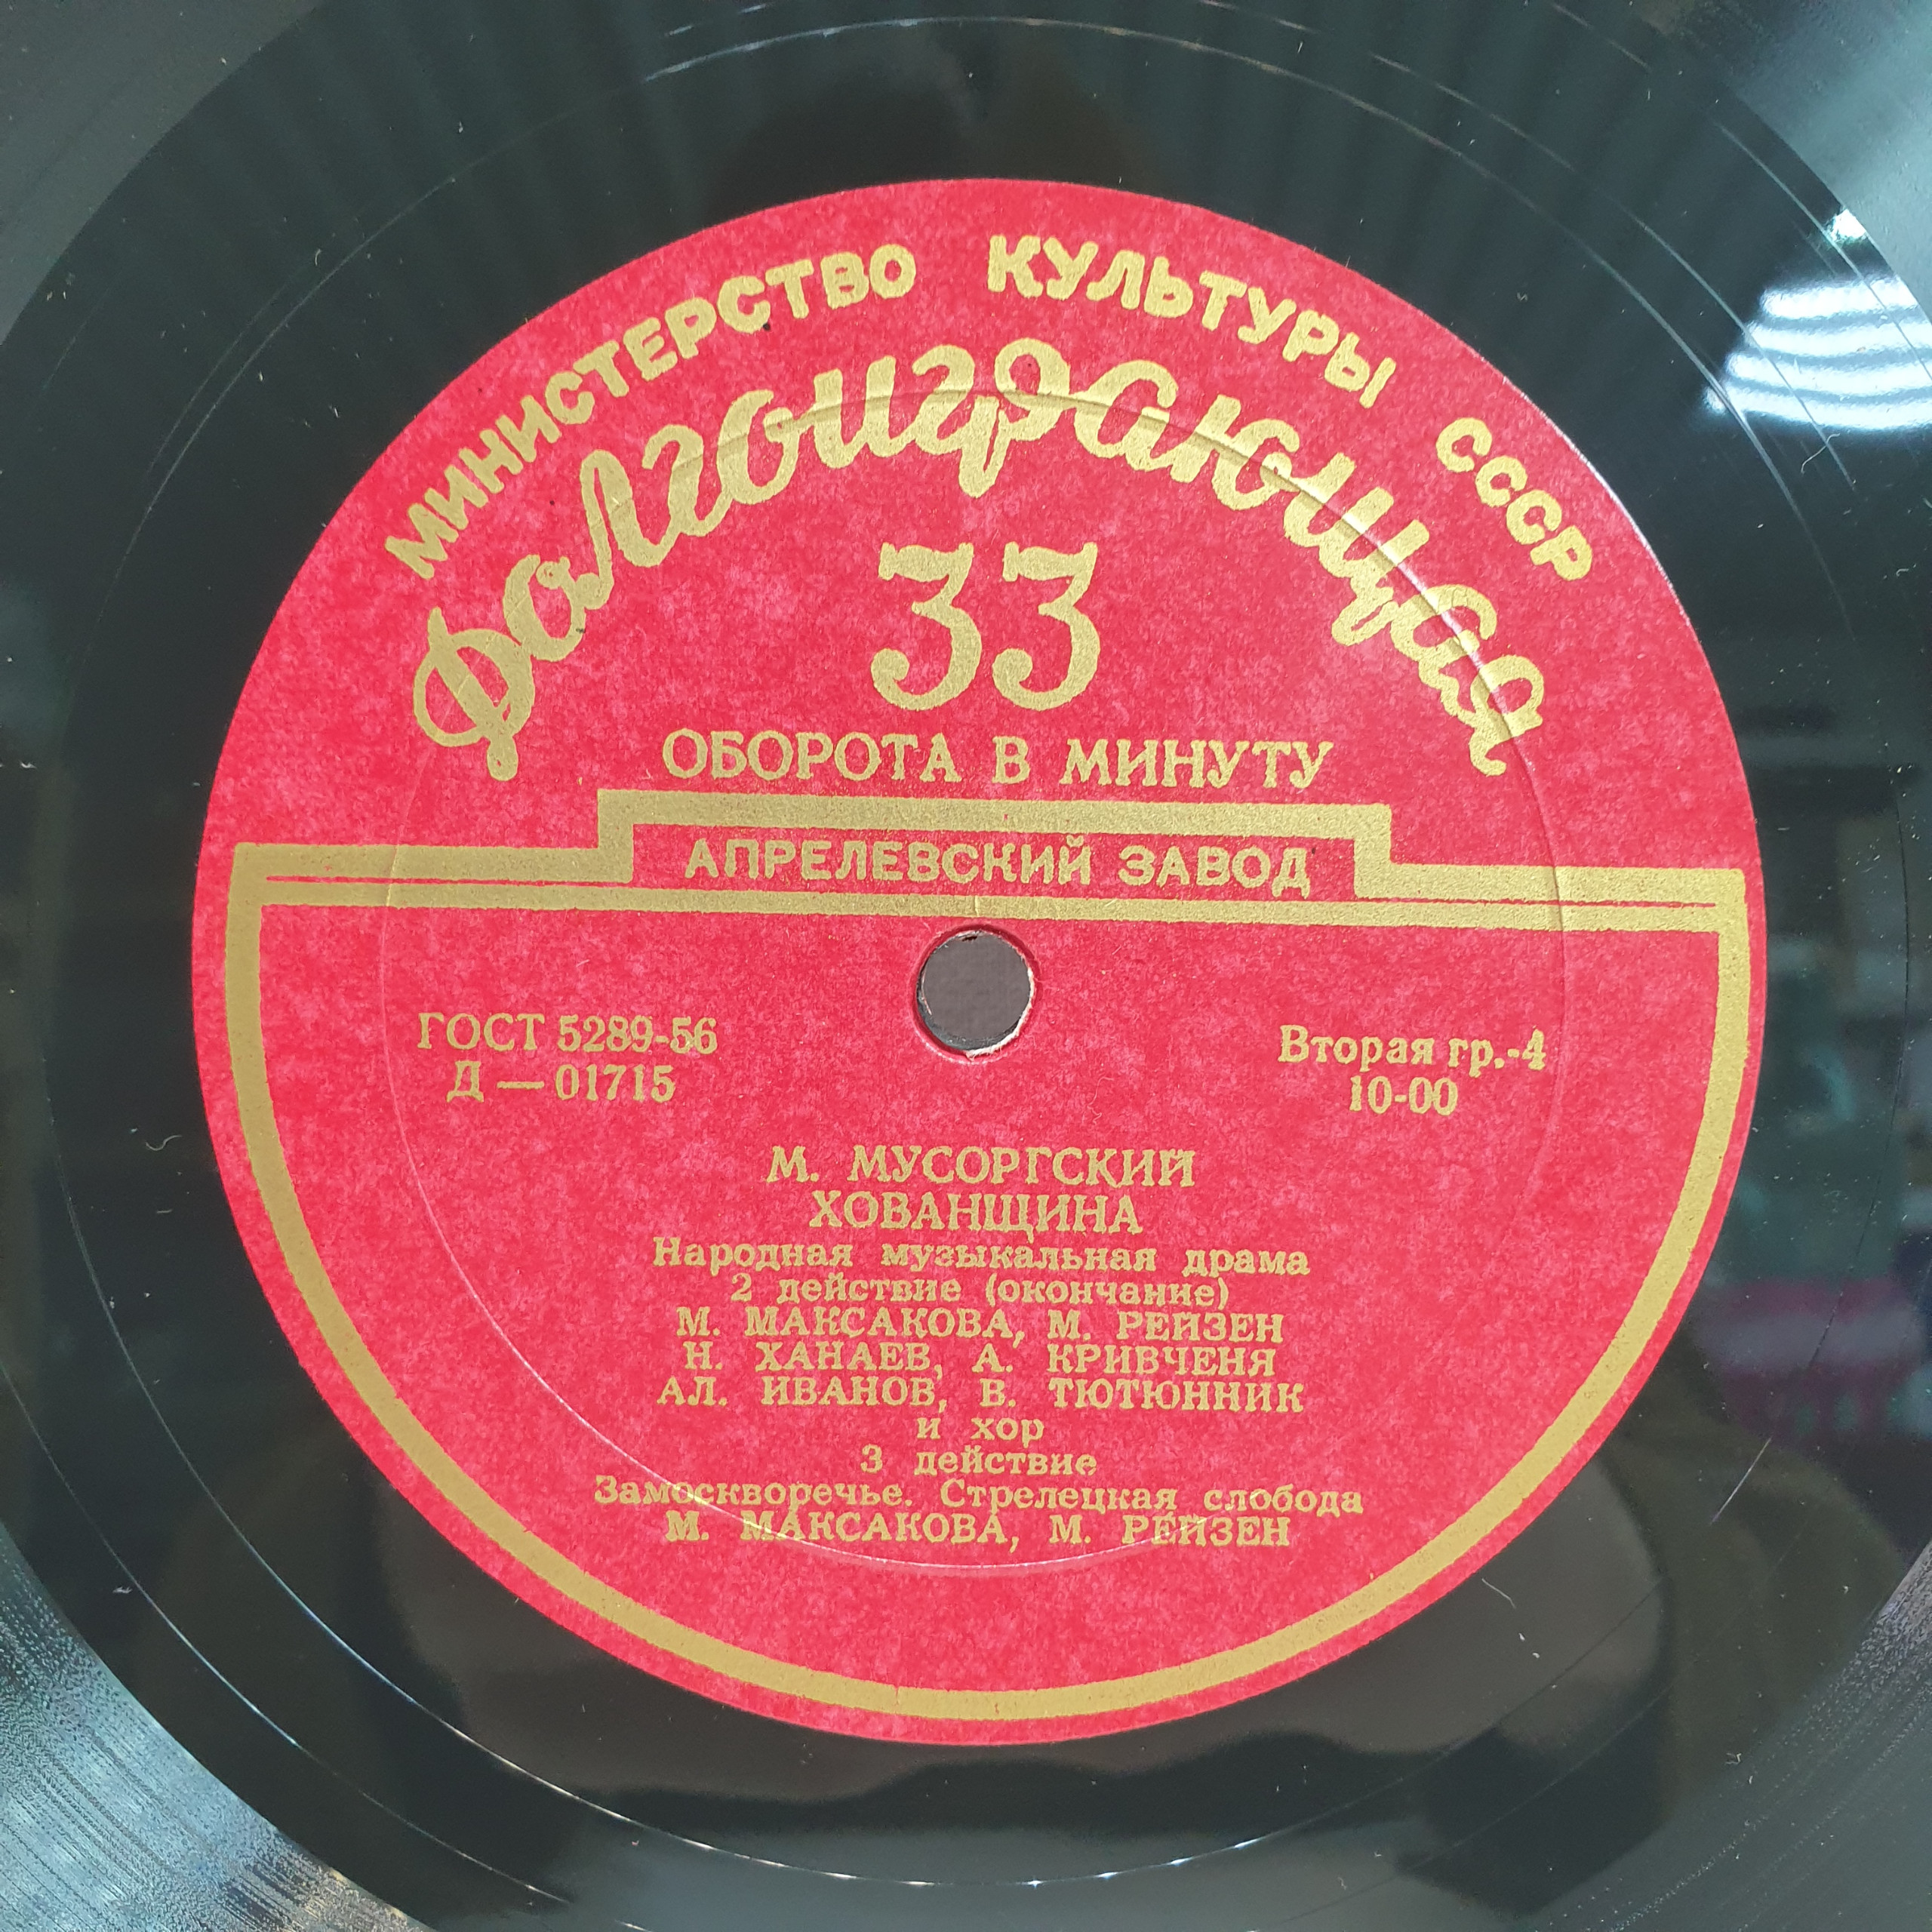 МИНИСТЕРСТВО КУЛЬТУРЫ СССР
Долгоиграющая
33
ОБОРОТА В МИНУТУ
АПРЕЛЕВСКИЙ ЗАВОД
ГОСТ 5289-56
Д — 01715
Вторая гр.-4
10-00
М. МУСОРГСКИЙ
ХОВАНЩИНА
Народная музыкальная драма
2 действие (окончание)
М. МАКСАКОВА, М. РЕЙЗЕН
Н. ХАНАЕВ, А. КРИВЧЕНЯ
АЛ. ИВАНОВ, В. ТЮТЮННИК
и хор
3 действие
Замоскворечье. Стрелецкая слобода
М. МАКСАКОВА, М. РЕЙЗЕН